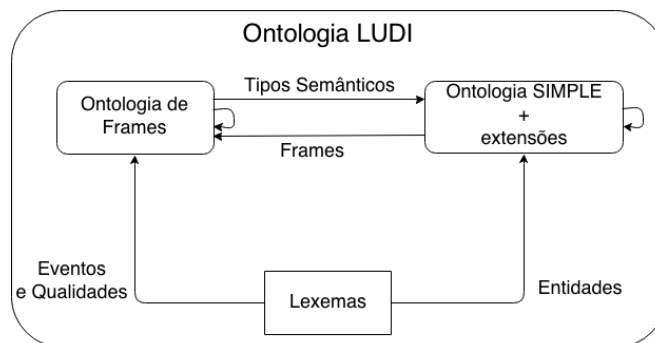 Ontologia LUDI
Tipos Semânticos
Ontologia de
Frames
Ontologia SIMPLE
+
extensões
Frames
Eventos
e Qualidades
Lexemas
Entidades